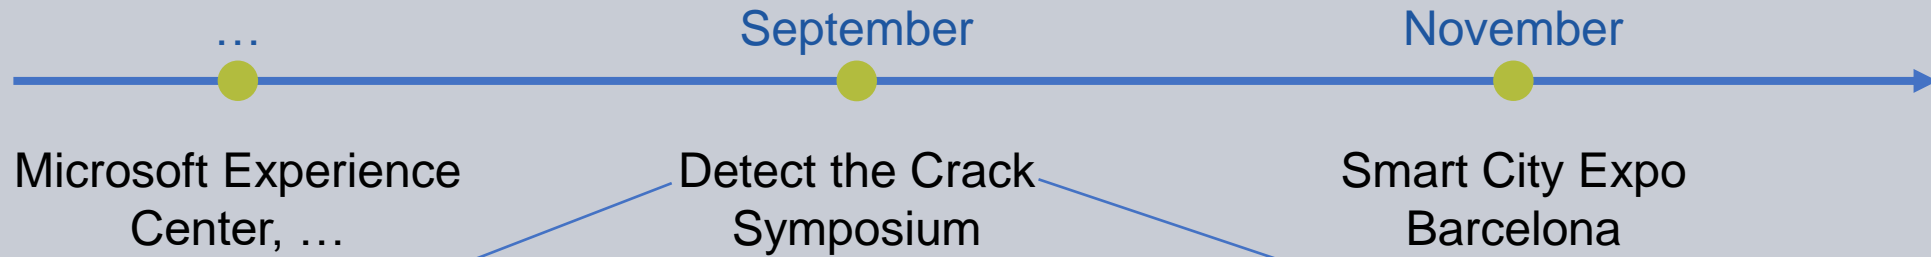 …
September
November
Microsoft Experience
Center, …
Detect the Crack
Symposium
Smart City Expo
Barcelona